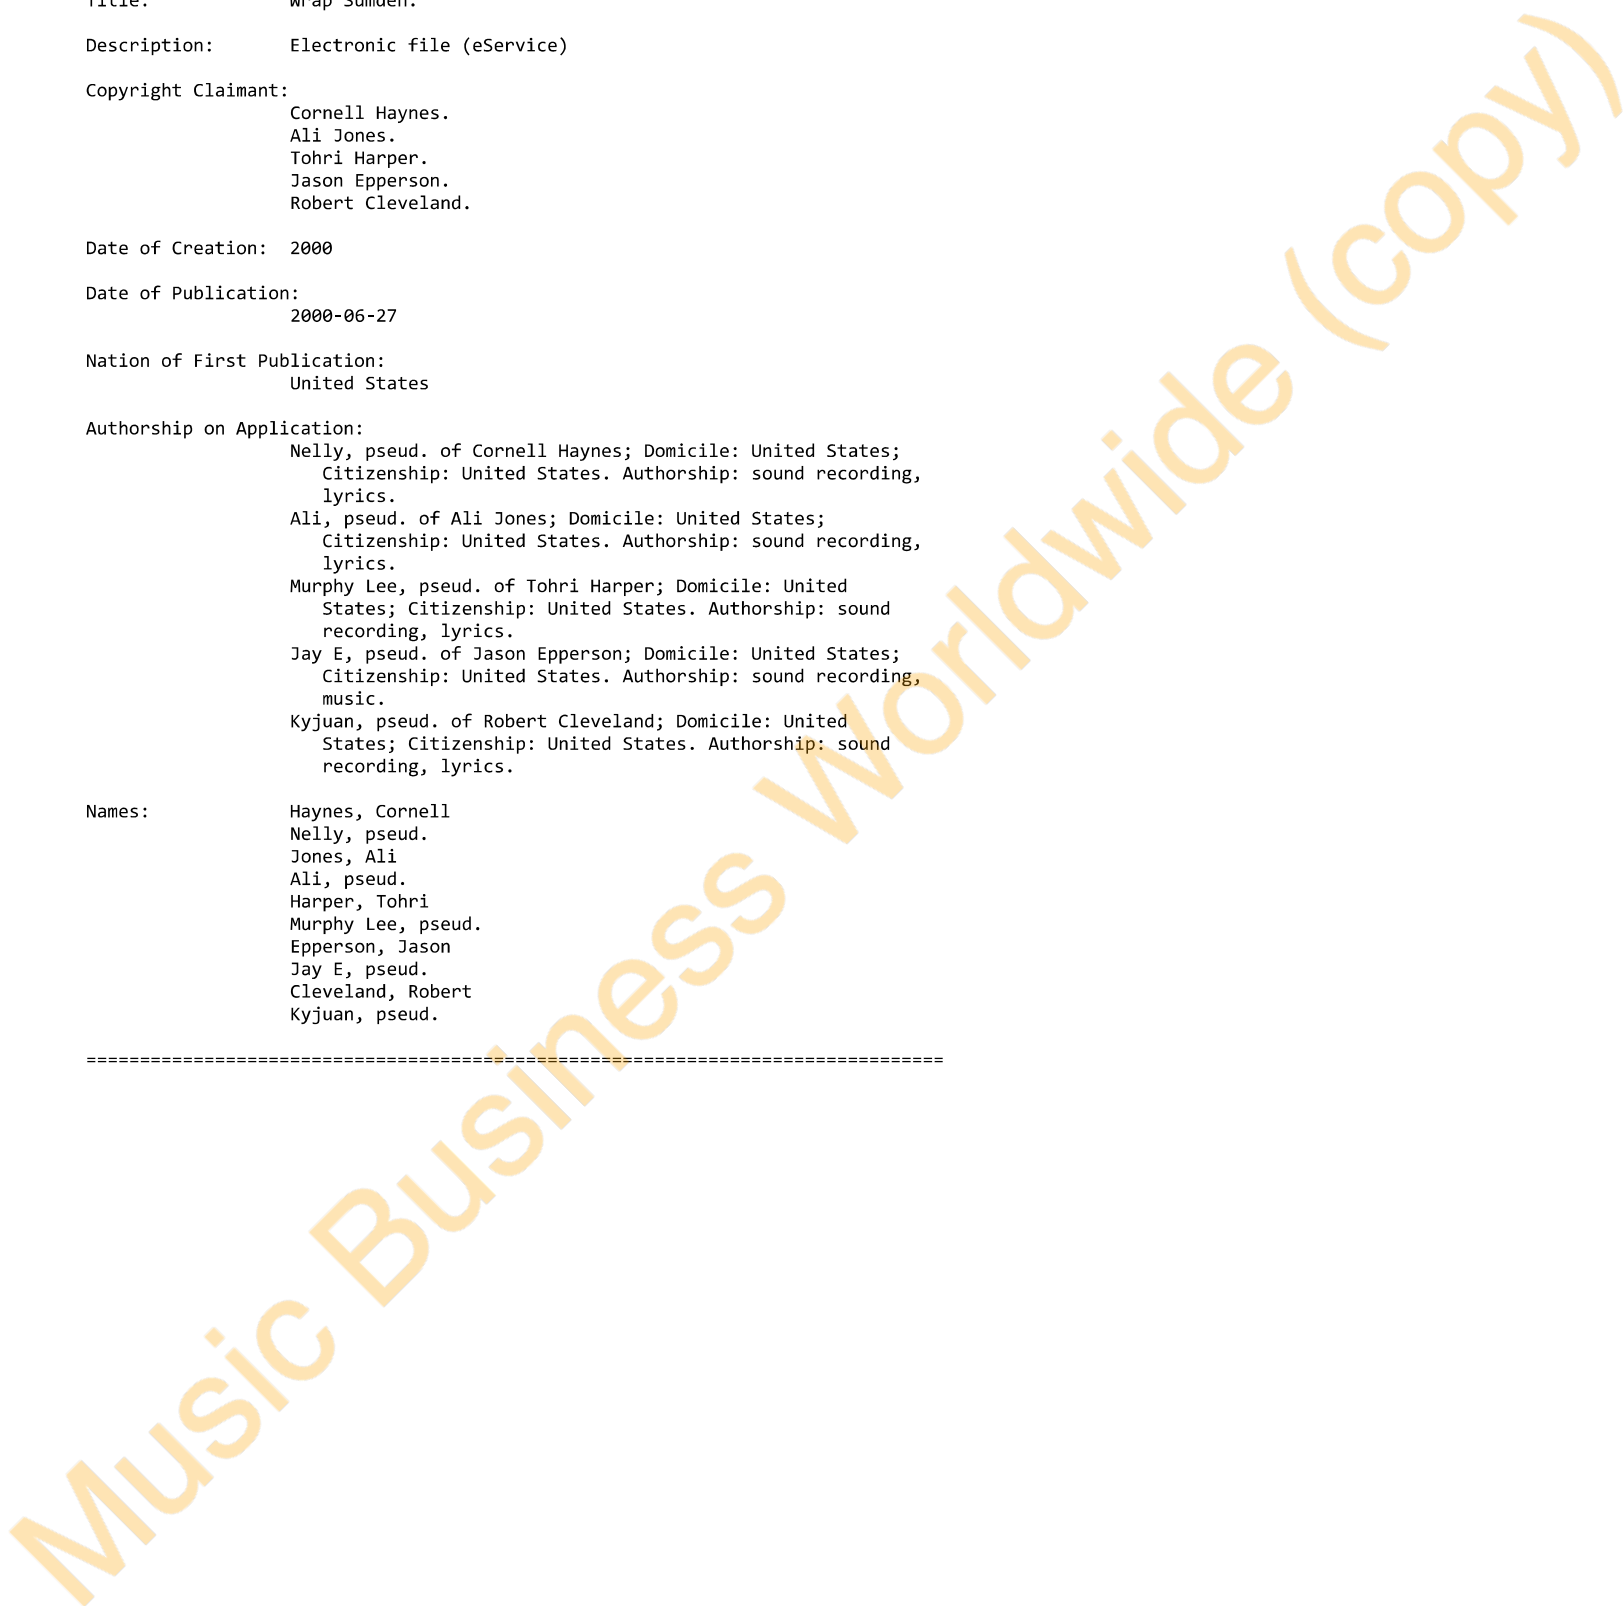 Title:             Wrap Sumden.
Description:       Electronic file (eService)
Copyright Claimant:
Cornell Haynes.
Ali Jones.
Tohri Harper.
Jason Epperson.
Robert Cleveland.
Date of Creation:  2000
Date of Publication:
2000-06-27
Nation of First Publication:
United States
Authorship on Application:
Nelly, pseud. of Cornell Haynes; Domicile: United States;
Citizenship: United States. Authorship: sound recording,
lyrics.
Ali, pseud. of Ali Jones; Domicile: United States;
Citizenship: United States. Authorship: sound recording,
lyrics.
Murphy Lee, pseud. of Tohri Harper; Domicile: United
States; Citizenship: United States. Authorship: sound
recording, lyrics.
Jay E, pseud. of Jason Epperson; Domicile: United States;
Citizenship: United States. Authorship: sound recording,
music.
Kyjuan, pseud. of Robert Cleveland; Domicile: United
States; Citizenship: United States. Authorship: sound
recording, lyrics.
Names:             Haynes, Cornell
Nelly, pseud.
Jones, Ali
Ali, pseud.
Harper, Tohri
Murphy Lee, pseud.
Epperson, Jason
Jay E, pseud.
Cleveland, Robert
Kyjuan, pseud.
================================================================================
Music Business Worldwide (copy)